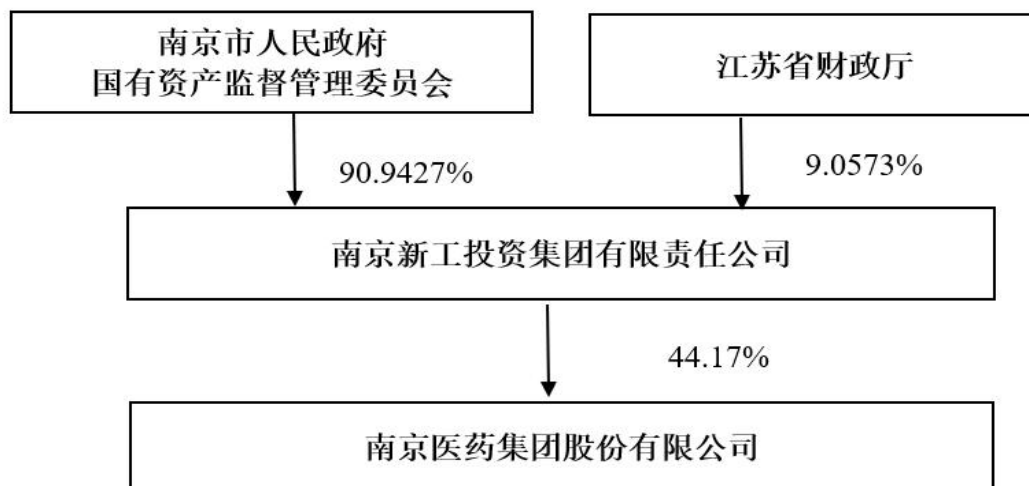 南京市人民政府
国有资产监督管理委员会
江苏省财政厅
90.9427%
9.0573%
南京新工投资集团有限责任公司
44.17%
南京医药集团股份有限公司